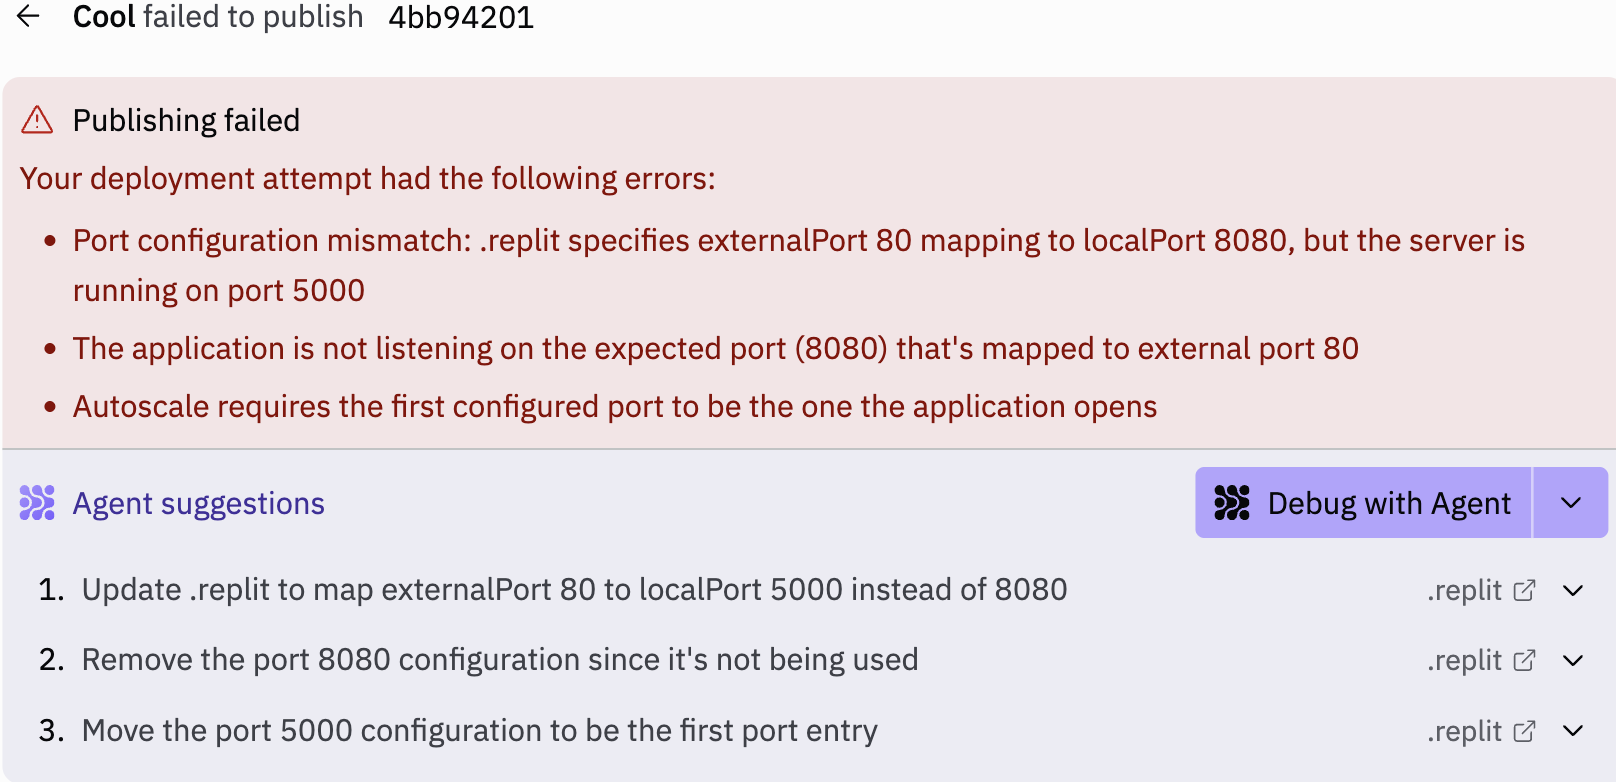 Cool failed to publish 4bb94201
Publishing failed
Your deployment attempt had the following errors:
• Port configuration mismatch: .replit specifies externalPort 80 mapping to localPort 8080, but the server is
running on port 5000
• The application is not listening on the expected port (8080) that's mapped to external port 80
• Autoscale requires the first configured port to be the one the application opens
Agent suggestions
Debug with Agent
1. Update .replit to map externalPort 80 to localPort 5000 instead of 8080 .replit
2. Remove the port 8080 configuration since it's not being used .replit
3. Move the port 5000 configuration to be the first port entry .replit